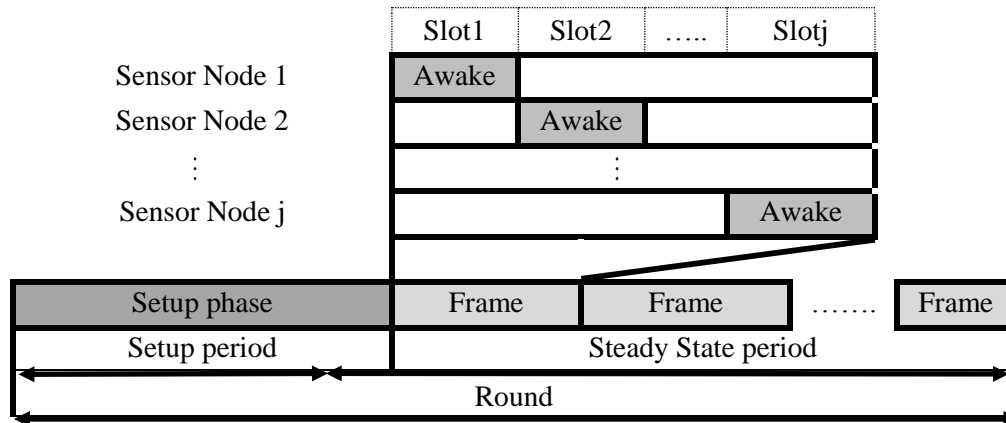 Slot1 Slot2 ….. Slotj
Sensor Node 1 Awake
Sensor Node 2 Awake
⋮ ⋮
Sensor Node j Awake
Setup phase Frame Frame ……. Frame
Setup period Steady State period
Round